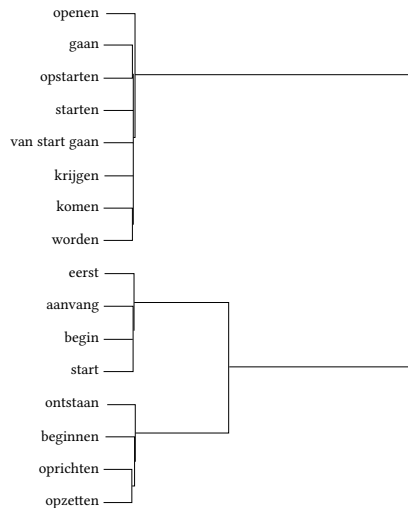 openen
gaan
opstarten
starten
van start gaan
krijgen
komen
worden
eerst
aanvang
begin
start
ontstaan
beginnen
oprichten
opzetten